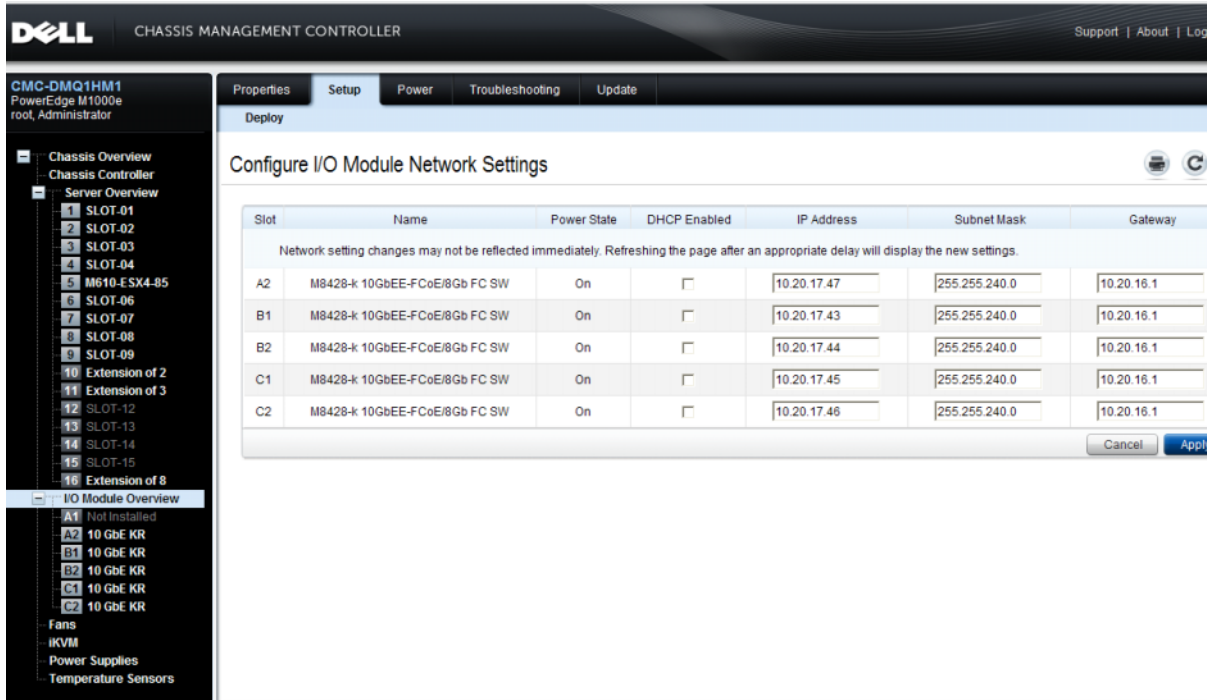 DELL CHASSIS MANAGEMENT CONTROLLER Support | About | Log
CMC-DMQ1HM1
PowerEdge M1000e
root, Administrator
Properties Setup Power Troubleshooting Update
Deploy
Chassis Overview
Chassis Controller
Server Overview
1 SLOT-01
2 SLOT-02
3 SLOT-03
4 SLOT-04
5 M610-ESX4-85
6 SLOT-06
7 SLOT-07
8 SLOT-08
9 SLOT-09
10 Extension of 2
11 Extension of 3
12 SLOT-12
13 SLOT-13
14 SLOT-14
15 SLOT-15
16 Extension of 8
I/O Module Overview
A1 Not Installed
A2 10 GbE KR
B1 10 GbE KR
B2 10 GbE KR
C1 10 GbE KR
C2 10 GbE KR
Fans
iKVM
Power Supplies
Temperature Sensors
Configure I/O Module Network Settings
Slot Name Power State DHCP Enabled IP Address Subnet Mask Gateway
Network setting changes may not be reflected immediately. Refreshing the page after an appropriate delay will display the new settings.
A2 M8428-k 10GbEE-FCoE/8Gb FC SW On 10.20.17.47 255.255.240.0 10.20.16.1
B1 M8428-k 10GbEE-FCoE/8Gb FC SW On 10.20.17.43 255.255.240.0 10.20.16.1
B2 M8428-k 10GbEE-FCoE/8Gb FC SW On 10.20.17.44 255.255.240.0 10.20.16.1
C1 M8428-k 10GbEE-FCoE/8Gb FC SW On 10.20.17.45 255.255.240.0 10.20.16.1
C2 M8428-k 10GbEE-FCoE/8Gb FC SW On 10.20.17.46 255.255.240.0 10.20.16.1
Cancel Apply